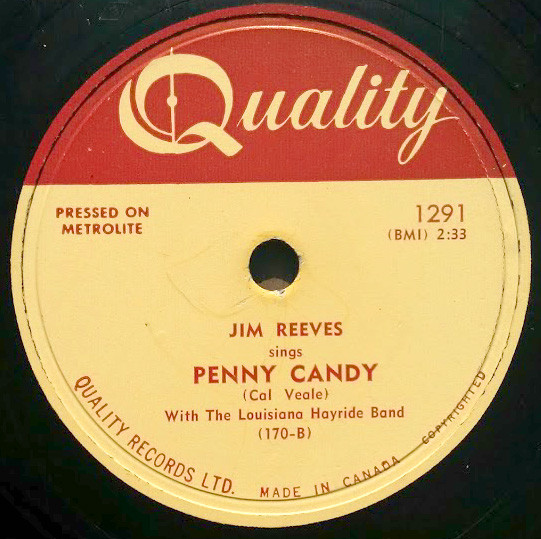 Quality
PRESSED ON
METROLITE
1291
(BMI) 2:33
JIM REEVES
sings
PENNY CANDY
(Cal Veale)
With The Louisiana Hayride Band
(170-B)
QUALITY RECORDS LTD.
MADE IN CANADA
COPYRIGHTED